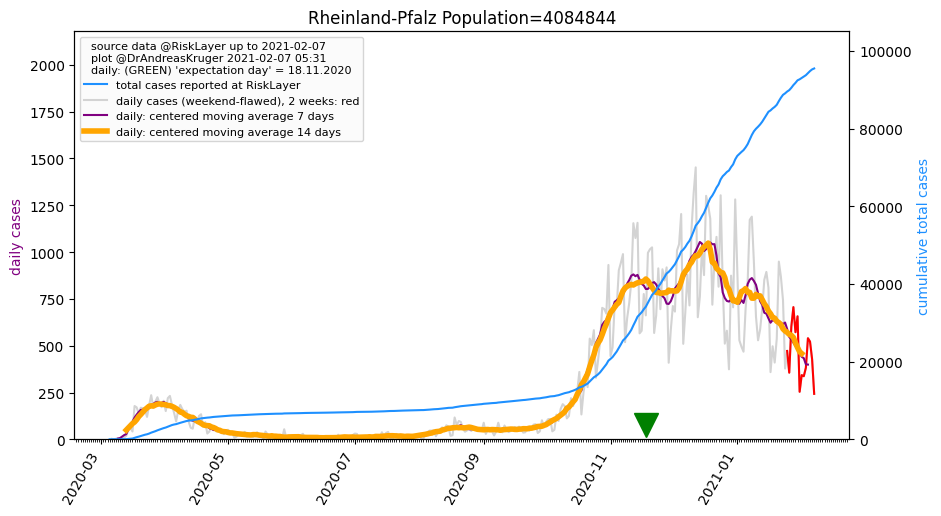 Rheinland-Pfalz Population=4084844
source data @RiskLayer up to 2021-02-07
plot @DrAndreasKruger 2021-02-07 05:31
daily: (GREEN) 'expectation day' = 18.11.2020
total cases reported at RiskLayer
daily cases (weekend-flawed), 2 weeks: red
daily: centered moving average 7 days
daily: centered moving average 14 days
daily cases
2000
1750
1500
1250
1000
750
500
250
0
100000
80000
60000
40000
20000
0
cumulative total cases
2020-03
2020-05
2020-07
2020-09
2020-11
2021-01